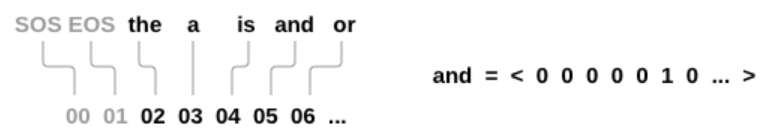 SOS EOS the a is and or
and = < 0 0 0 0 0 1 0 ... >
00 01 02 03 04 05 06 ...